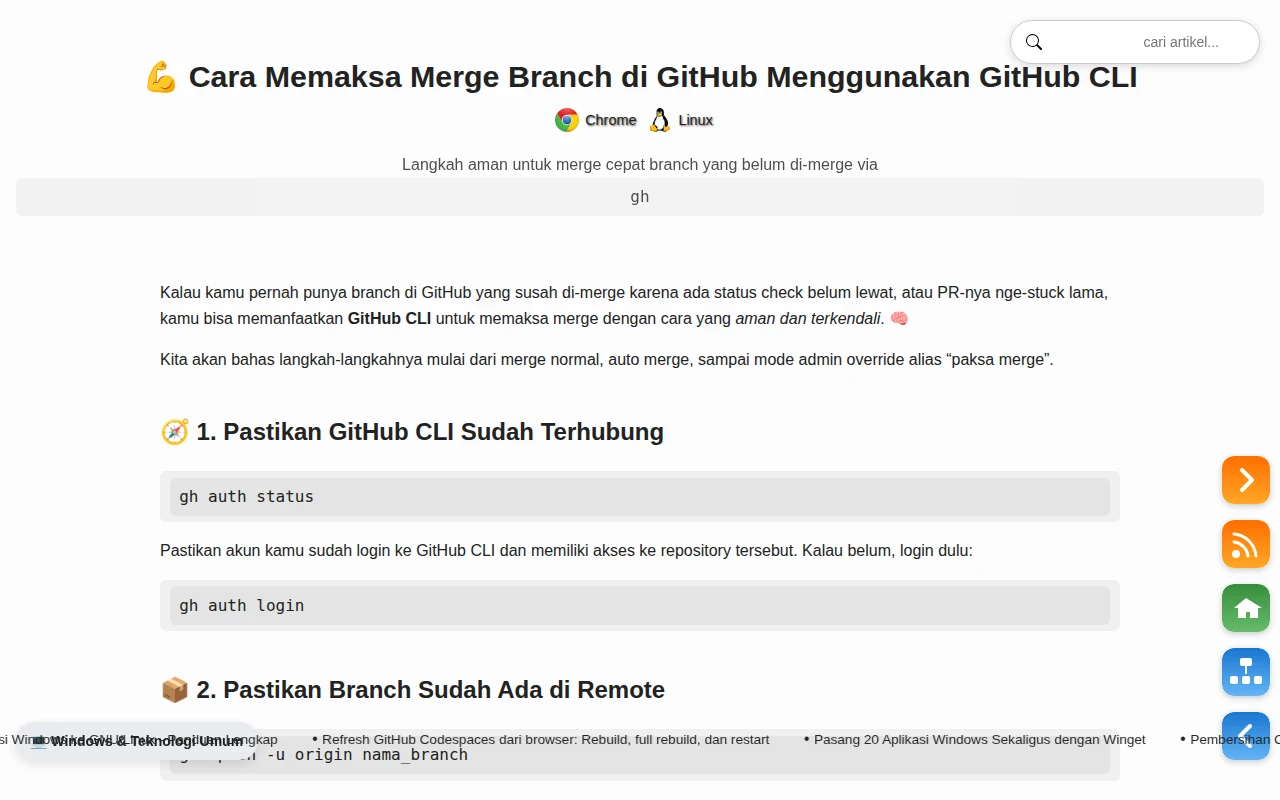 cari artikel...
💪 Cara Memaksa Merge Branch di GitHub Menggunakan GitHub CLI
Chrome Linux
Langkah aman untuk merge cepat branch yang belum di-merge via
gh
Kalau kamu pernah punya branch di GitHub yang susah di-merge karena ada status check belum lewat, atau PR-nya nge-stuck lama,
kamu bisa memanfaatkan GitHub CLI untuk memaksa merge dengan cara yang aman dan terkendali. 🧠
Kita akan bahas langkah-langkahnya mulai dari merge normal, auto merge, sampai mode admin override alias “paksa merge”.
🧭 1. Pastikan GitHub CLI Sudah Terhubung
gh auth status
Pastikan akun kamu sudah login ke GitHub CLI dan memiliki akses ke repository tersebut. Kalau belum, login dulu:
gh auth login
📦 2. Pastikan Branch Sudah Ada di Remote
💻 Windows & Teknologi Umum
Panduan Lengkap • Refresh GitHub Codespaces dari browser: Rebuild, full rebuild, dan restart • Pasang 20 Aplikasi Windows Sekaligus dengan Winget •
-u origin nama_branch